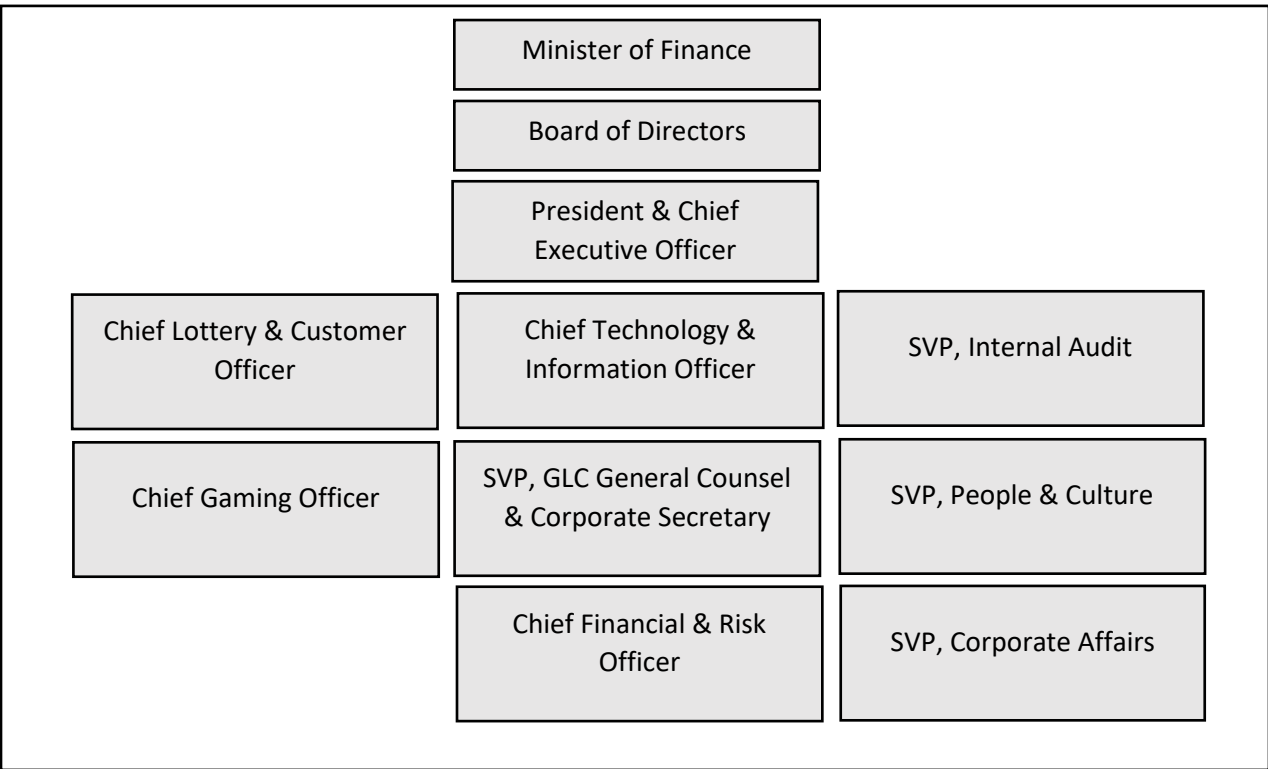 Minister of Finance
Board of Directors
President & Chief
Executive Officer
Chief Lottery & Customer
Officer
Chief Technology &
Information Officer
SVP, Internal Audit
Chief Gaming Officer
SVP, GLC General Counsel
& Corporate Secretary
SVP, People & Culture
Chief Financial & Risk
Officer
SVP, Corporate Affairs